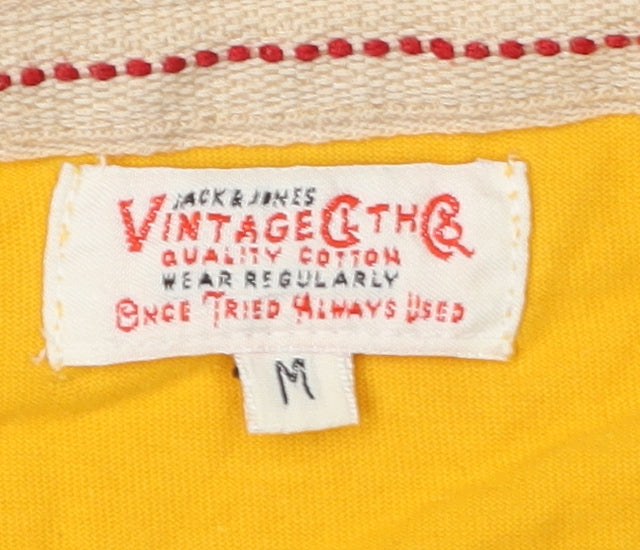 JACK & JONES
VINTAGE CLTH Co
QUALITY COTTON
WEAR REGULARLY
ONCE TRIED ALWAYS USED
M